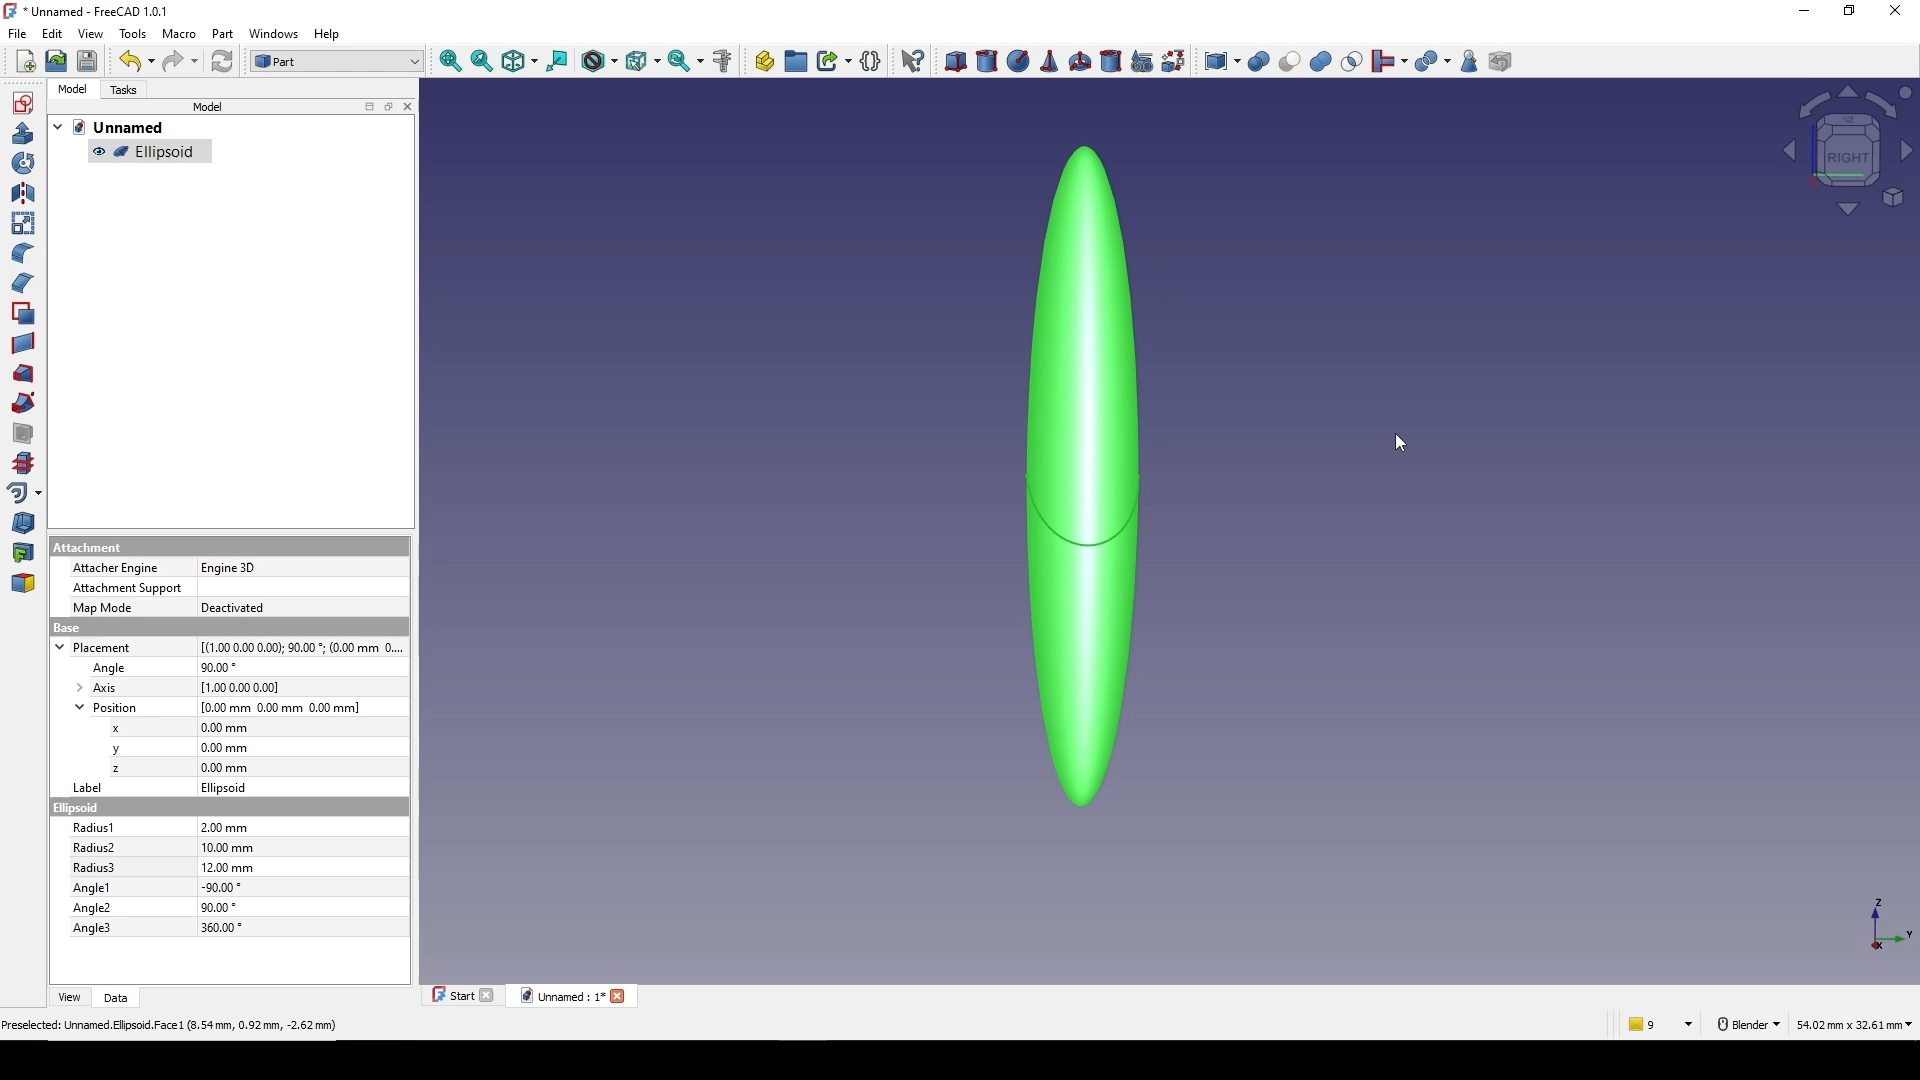 * Unnamed - FreeCAD 1.0.1
File Edit View Tools Macro Part Windows Help
Part
Model Tasks
Model
Unnamed
Ellipsoid
RIGHT
Attachment
Attacher Engine Engine 3D
Attachment Support
Map Mode Deactivated
Base
Placement [(1.00 0.00 0.00); 90.00 °; (0.00 mm 0....
Angle 90.00 °
Axis [1.00 0.00 0.00]
Position [0.00 mm 0.00 mm 0.00 mm]
x 0.00 mm
y 0.00 mm
z 0.00 mm
Label Ellipsoid
Ellipsoid
Radius1 2.00 mm
Radius2 10.00 mm
Radius3 12.00 mm
Angle1 -90.00 °
Angle2 90.00 °
Angle3 360.00 °
Z
Y
X
View Data
Start Unnamed : 1*
Preselected: Unnamed.Ellipsoid.Face1 (8.54 mm, 0.92 mm, -2.62 mm)
9 Blender 54.02 mm x 32.61 mm